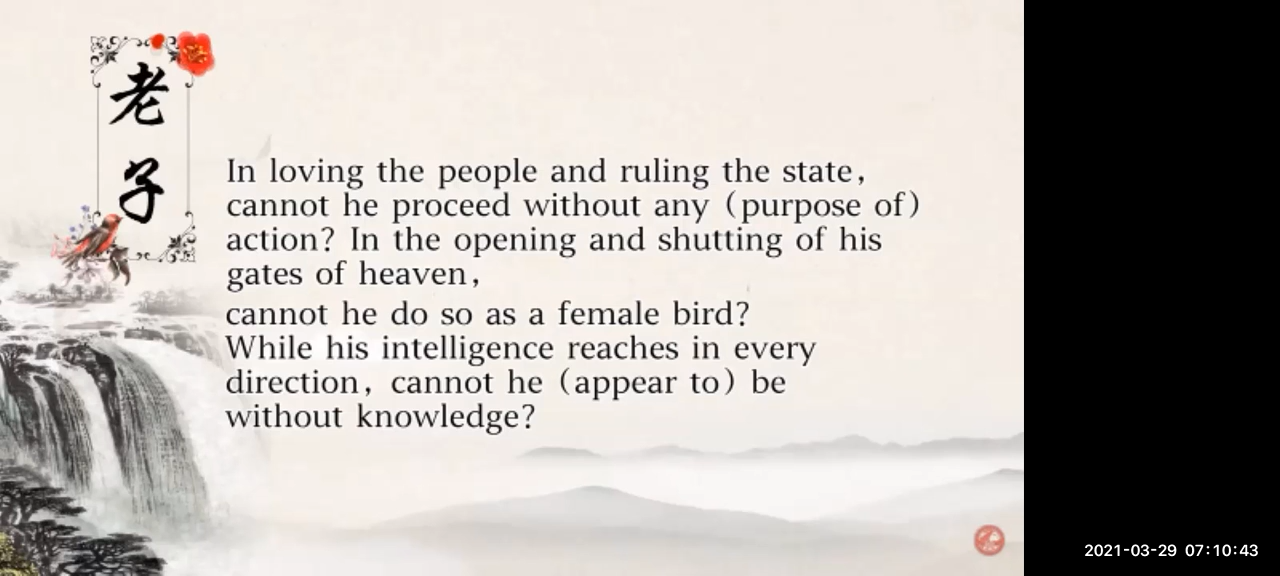 老
子
In loving the people and ruling the state,
cannot he proceed without any (purpose of)
action? In the opening and shutting of his
gates of heaven,
cannot he do so as a female bird?
While his intelligence reaches in every
direction, cannot he (appear to) be
without knowledge?
2021-03-29 07:10:43